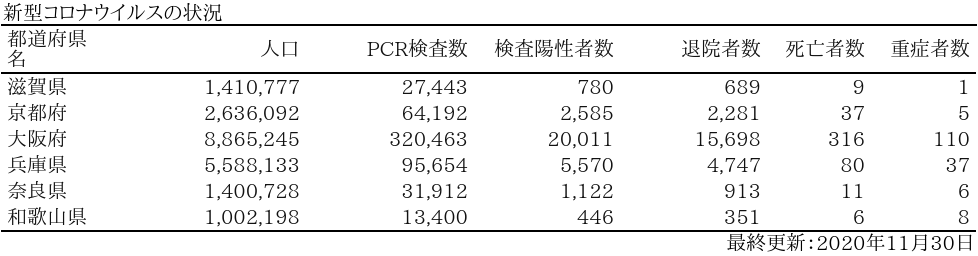 新型コロナウイルスの状況
都道府県名 人口 PCR検査数 検査陽性者数 退院者数 死亡者数 重症者数
滋賀県 1,410,777 27,443 780 689 9 1
京都府 2,636,092 64,192 2,585 2,281 37 5
大阪府 8,865,245 320,463 20,011 15,698 316 110
兵庫県 5,588,133 95,654 5,570 4,747 80 37
奈良県 1,400,728 31,912 1,122 913 11 6
和歌山県 1,002,198 13,400 446 351 6 8
最終更新:2020年11月30日